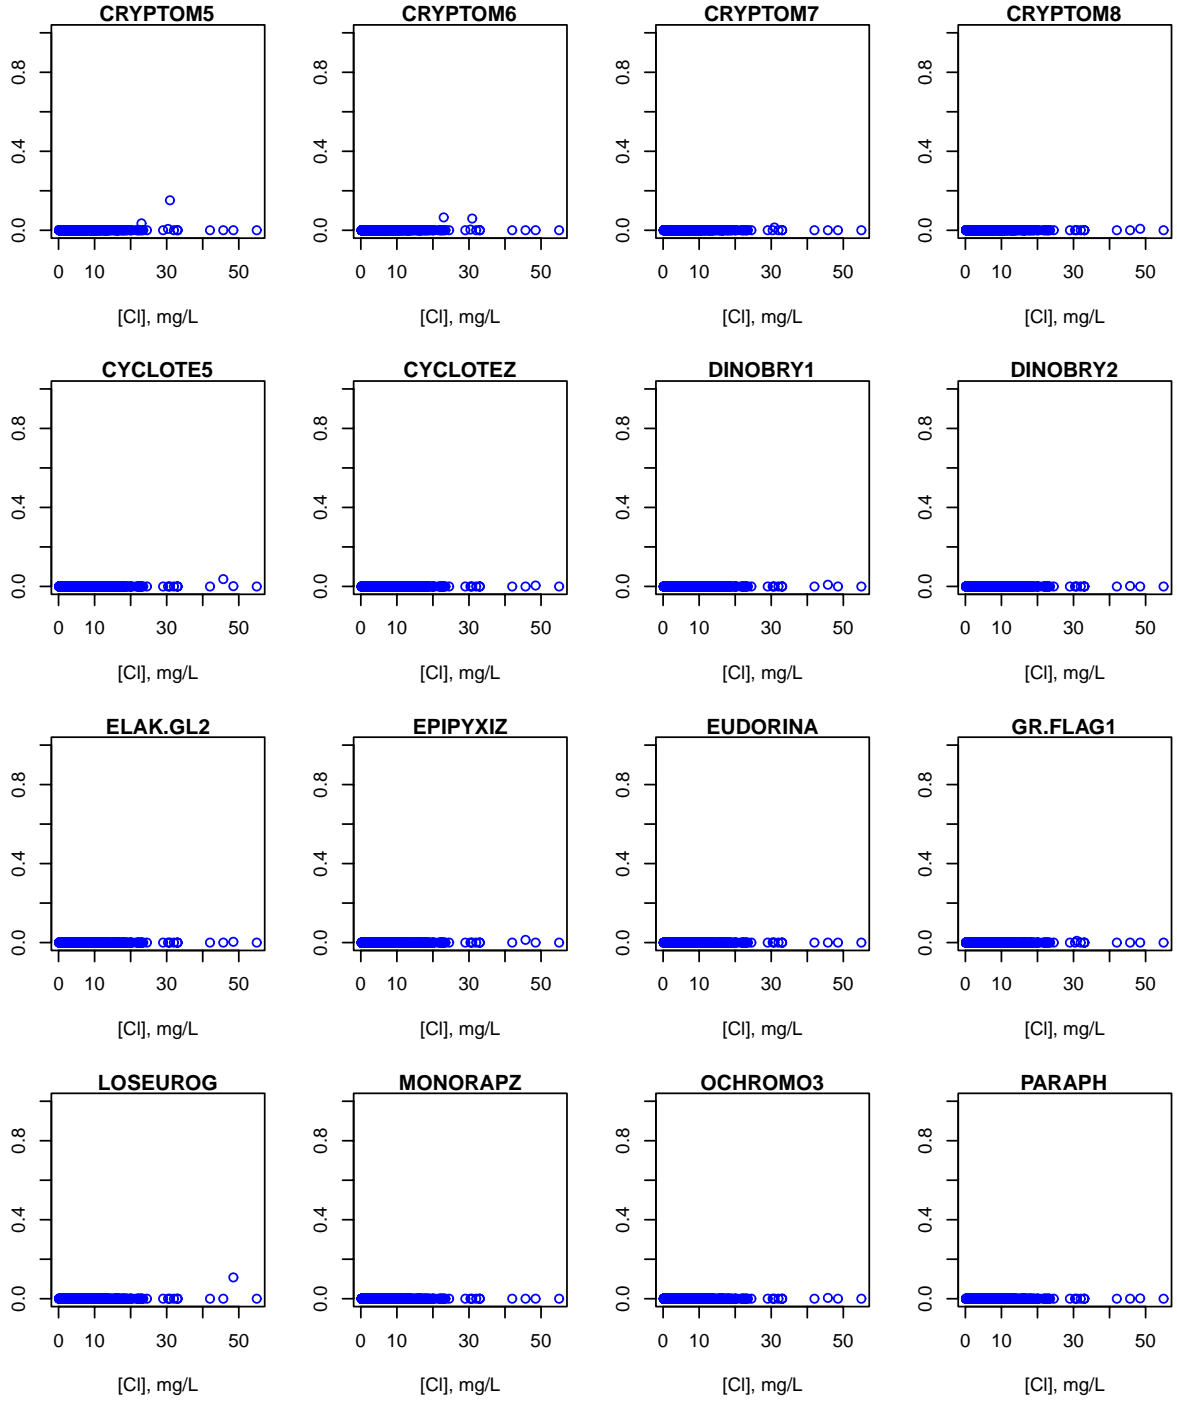 CRYPTOM5 CRYPTOM6 CRYPTOM7 CRYPTOM8
0.8 0.8 0.8 0.8
0.4 0.4 0.4 0.4
0.0 0.0 0.0 0.0
0 10 30 50 0 10 30 50 0 10 30 50 0 10 30 50
[Cl], mg/L [Cl], mg/L [Cl], mg/L [Cl], mg/L
CYCLOTE5 CYCLOTEZ DINOBRY1 DINOBRY2
0.8 0.8 0.8 0.8
0.4 0.4 0.4 0.4
0.0 0.0 0.0 0.0
0 10 30 50 0 10 30 50 0 10 30 50 0 10 30 50
[Cl], mg/L [Cl], mg/L [Cl], mg/L [Cl], mg/L
ELAK.GL2 EPIPYXIZ EUDORINA GR.FLAG1
0.8 0.8 0.8 0.8
0.4 0.4 0.4 0.4
0.0 0.0 0.0 0.0
0 10 30 50 0 10 30 50 0 10 30 50 0 10 30 50
[Cl], mg/L [Cl], mg/L [Cl], mg/L [Cl], mg/L
LOSEUROG MONORAPZ OCHROMO3 PARAPH
0.8 0.8 0.8 0.8
0.4 0.4 0.4 0.4
0.0 0.0 0.0 0.0
0 10 30 50 0 10 30 50 0 10 30 50 0 10 30 50
[Cl], mg/L [Cl], mg/L [Cl], mg/L [Cl], mg/L